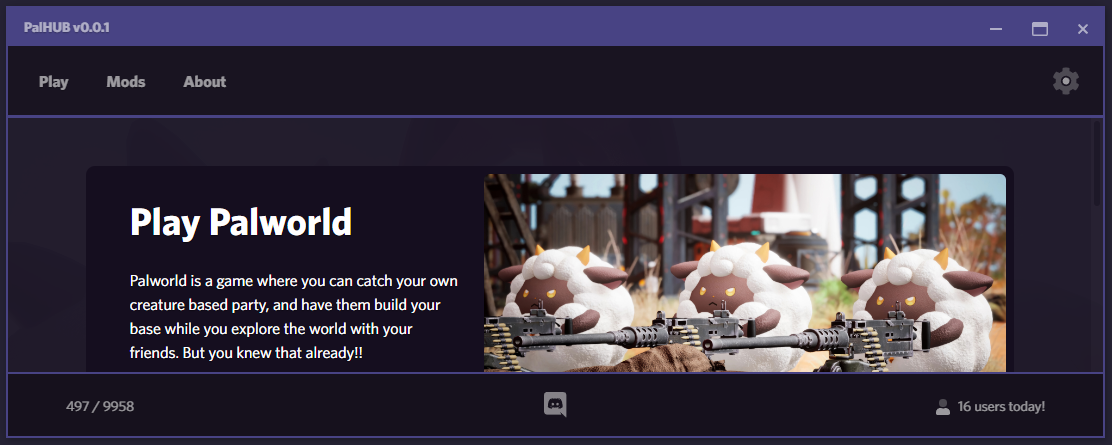 PalHUB v0.0.1
Play Mods About
Play Palworld
Palworld is a game where you can catch your own
creature based party, and have them build your
base while you explore the world with your
friends. But you knew that already!!
497 / 9958
16 users today!